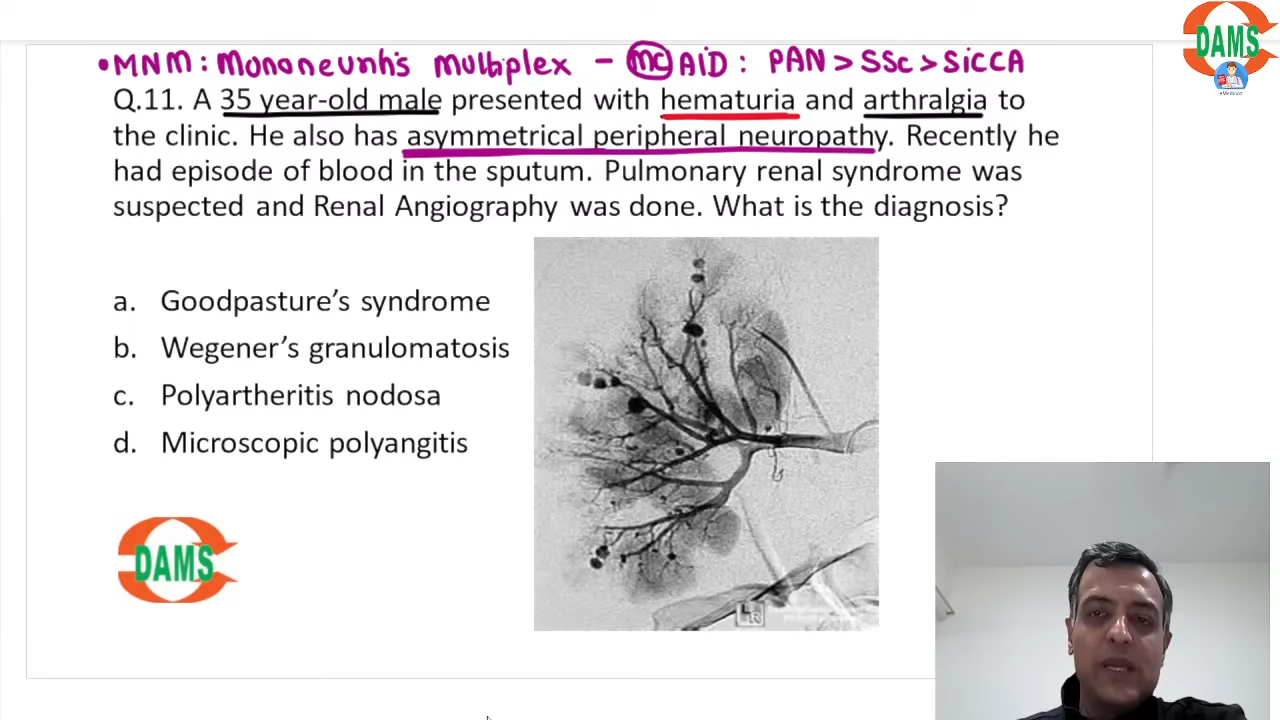 DAMS
eMedicoz
•MNM: Mononeuritis multiplex - mc AID: PAN > SSc > SiCCA
Q.11. A 35 year-old male presented with hematuria and arthralgia to
the clinic. He also has asymmetrical peripheral neuropathy. Recently he
had episode of blood in the sputum. Pulmonary renal syndrome was
suspected and Renal Angiography was done. What is the diagnosis?
a. Goodpasture’s syndrome
b. Wegener’s granulomatosis
c. Polyartheritis nodosa
d. Microscopic polyangitis
DAMS